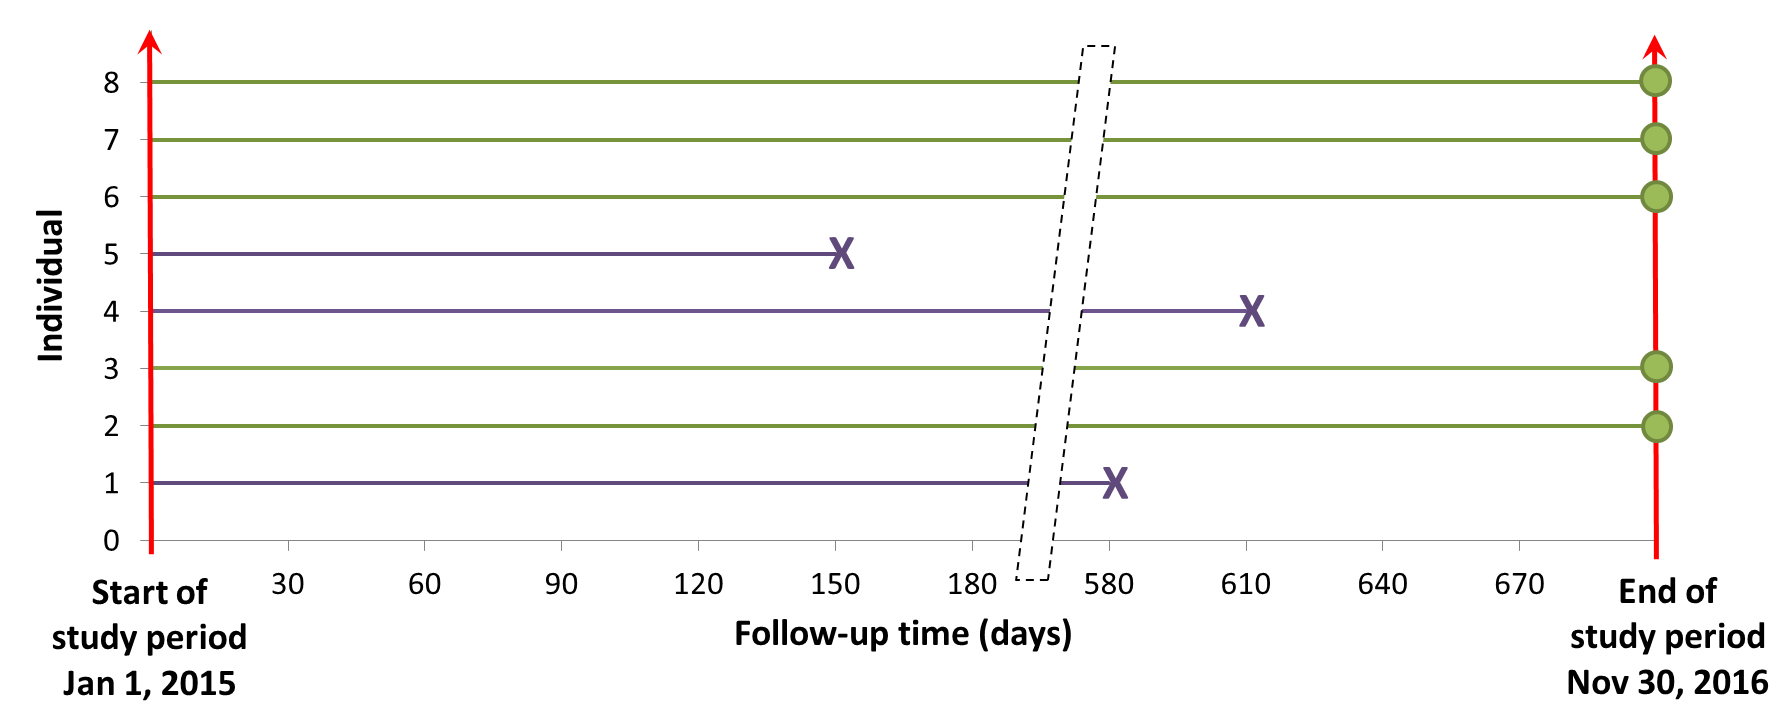 8
7
6
5
4
3
2
1
0
Individual
X
X
X
30 60 90 120 150 180 580 610 640 670
Follow-up time (days)
Start of
study period
Jan 1, 2015
End of
study period
Nov 30, 2016